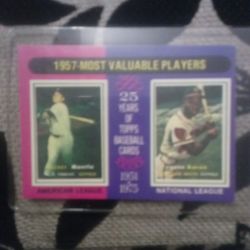 1957-MOST VALUABLE PLAYERS
25
YEARS
OF
TOPPS
BASEBALL
CARDS
1951
1975
Mantle
Aaron
AMERICAN LEAGUE
NATIONAL LEAGUE